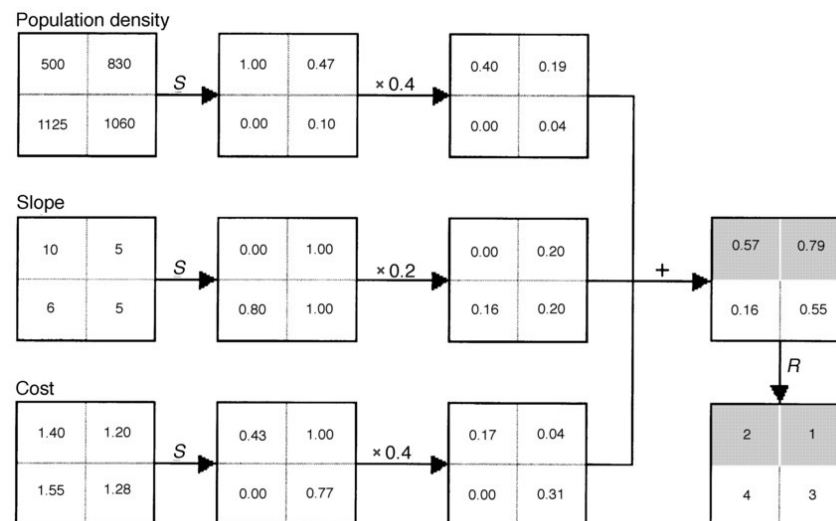 Population density
500 830 1.00 0.47 0.40 0.19
S × 0.4
1125 1060 0.00 0.10 0.00 0.04
Slope
10 5 0.00 1.00 0.00 0.20 0.57 0.79
S × 0.2 +
6 5 0.80 1.00 0.16 0.20 0.16 0.55
R
Cost
1.40 1.20 0.43 1.00 0.17 0.04 2 1
S × 0.4
1.55 1.28 0.00 0.77 0.00 0.31 4 3